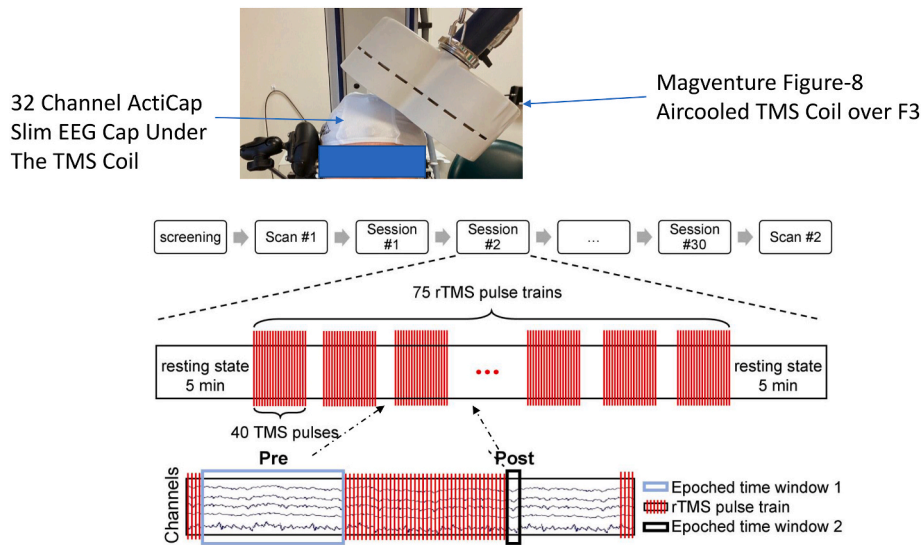 32 Channel ActiCap
Slim EEG Cap Under
The TMS Coil
Magventure Figure-8
Aircooled TMS Coil over F3
screening
Scan #1
Session
#1
Session
#2
...
Session
#30
Scan #2
75 rTMS pulse trains
resting state
5 min
...
resting state
5 min
40 TMS pulses
Pre
Post
Channels
Epoched time window 1
rTMS pulse train
Epoched time window 2